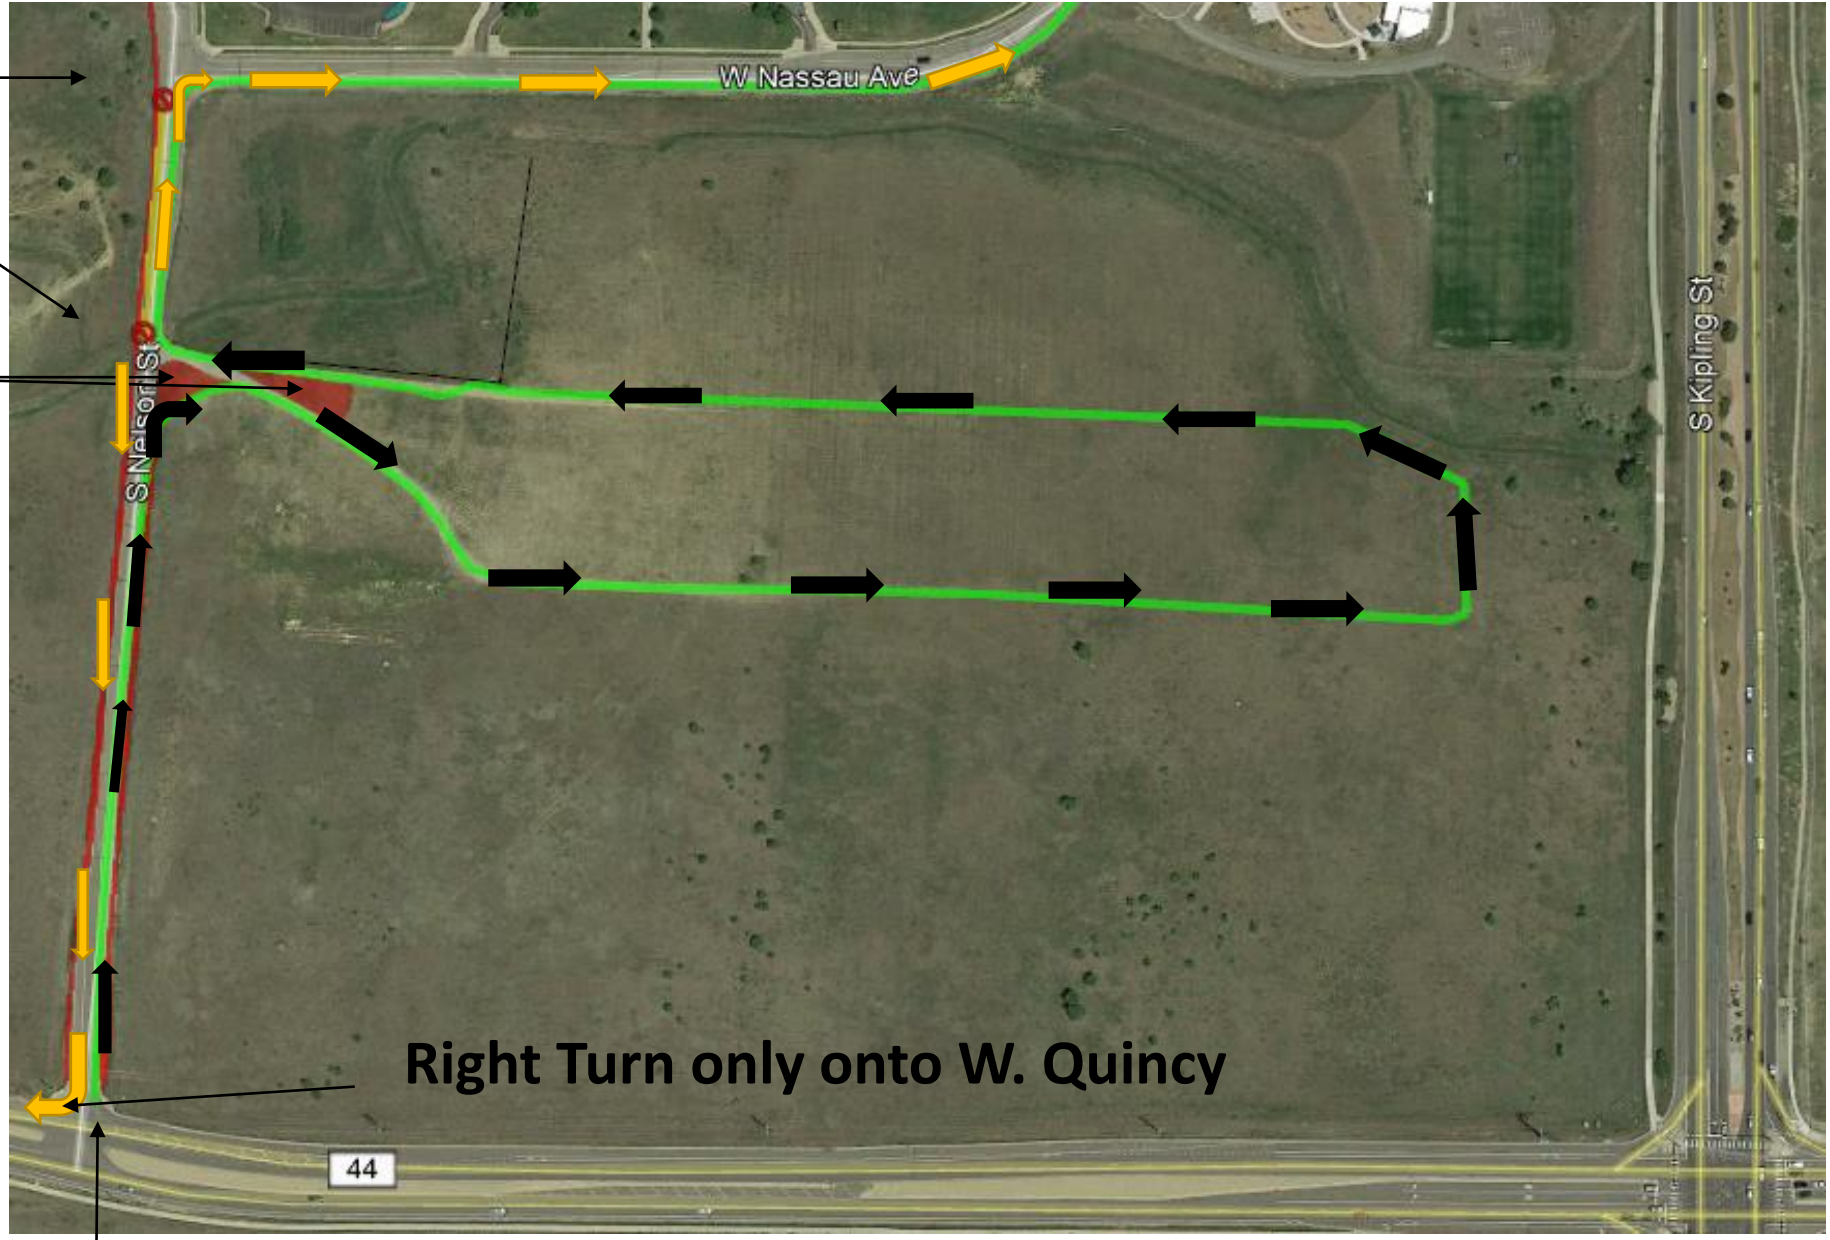 W Nassau Ave
S Kipling St
S Nelson St
Right Turn only onto W. Quincy
44